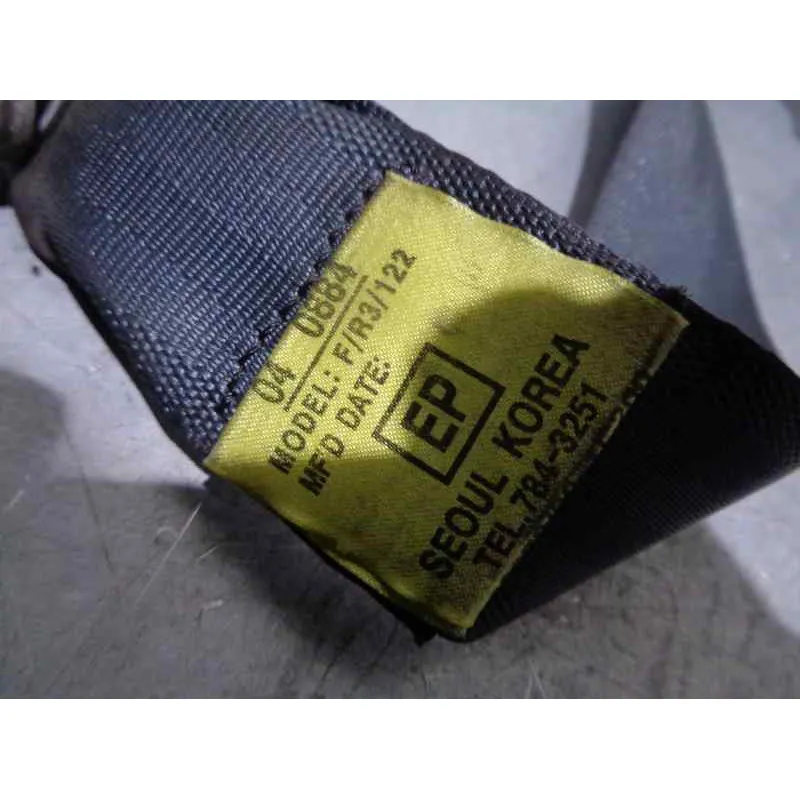 04 0884
MODEL: F/R3/122
MFD DATE:
EP
SEOUL KOREA
TEL.784-3251